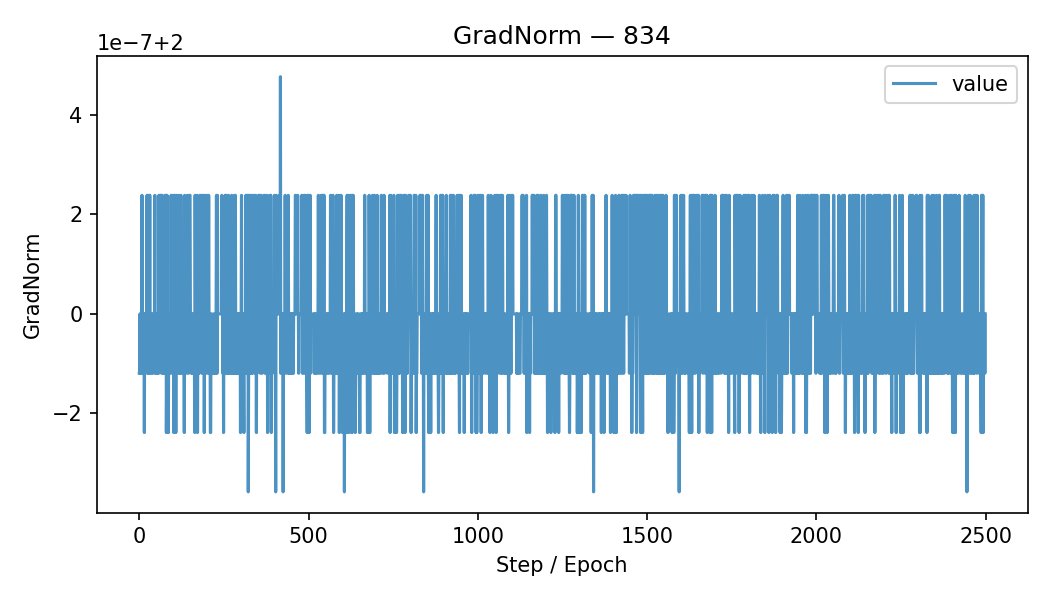 GradNorm — 834
1e−7+2
value
4
2
0
−2
GradNorm
0
500
1000
1500
2000
2500
Step / Epoch